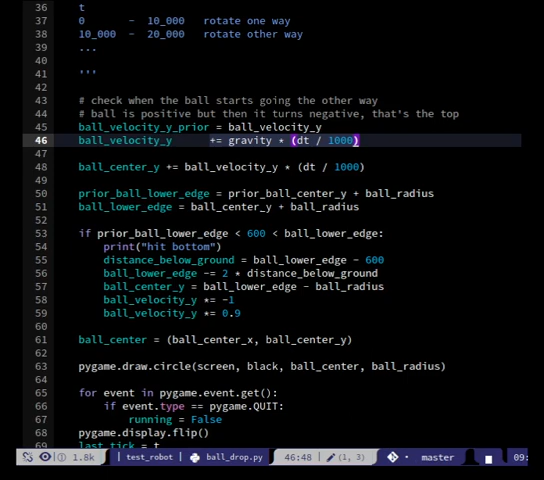 36 t
37 0 - 10_000 rotate one way
38 10_000 - 20_000 rotate other way
39 ...
40
41 '''
42
43 # check when the ball starts going the other way
44 # ball is positive but then it turns negative, that's the top
45 ball_velocity_y_prior = ball_velocity_y
46 ball_velocity_y += gravity * (dt / 1000)
47
48 ball_center_y += ball_velocity_y * (dt / 1000)
49
50 prior_ball_lower_edge = prior_ball_center_y + ball_radius
51 ball_lower_edge = ball_center_y + ball_radius
52
53 if prior_ball_lower_edge < 600 < ball_lower_edge:
54 print("hit bottom")
55 distance_below_ground = ball_lower_edge - 600
56 ball_lower_edge -= 2 * distance_below_ground
57 ball_center_y = ball_lower_edge - ball_radius
58 ball_velocity_y *= -1
59 ball_velocity_y *= 0.9
60
61 ball_center = (ball_center_x, ball_center_y)
62
63 pygame.draw.circle(screen, black, ball_center, ball_radius)
64
65 for event in pygame.event.get():
66 if event.type == pygame.QUIT:
67 running = False
68 pygame.display.flip()
69 last_tick = t
1.8k | test_robot ball_drop.py 46:48 (1, 3) master 09: